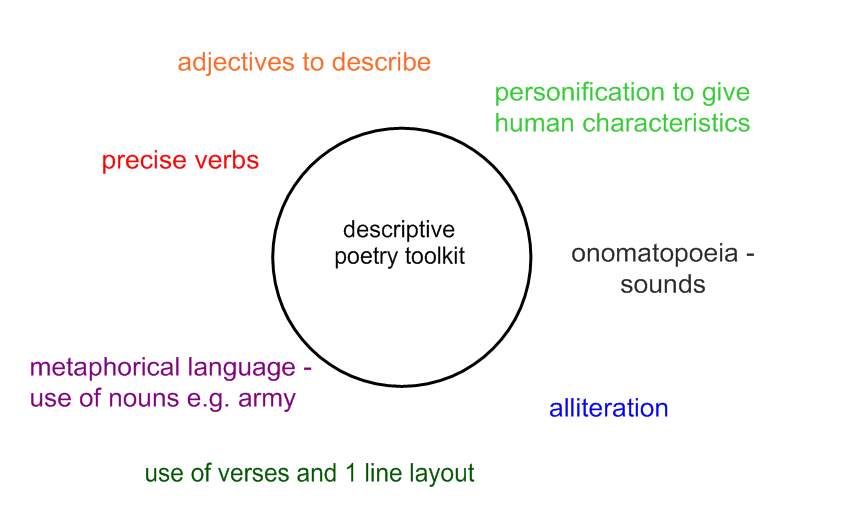 adjectives to describe
personification to give
human characteristics
precise verbs
descriptive
poetry toolkit
onomatopoeia -
sounds
metaphorical language -
use of nouns e.g. army
alliteration
use of verses and 1 line layout